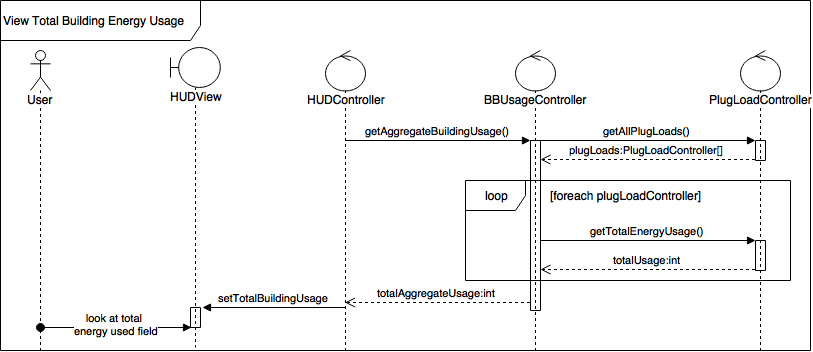 View Total Building Energy Usage
User
HUDView
HUDController
BBUsageController
PlugLoadController
getAggregateBuildingUsage()
getAllPlugLoads()
plugLoads:PlugLoadController[]
loop
[foreach plugLoadController]
getTotalEnergyUsage()
totalUsage:int
totalAggregateUsage:int
setTotalBuildingUsage
look at total
energy used field